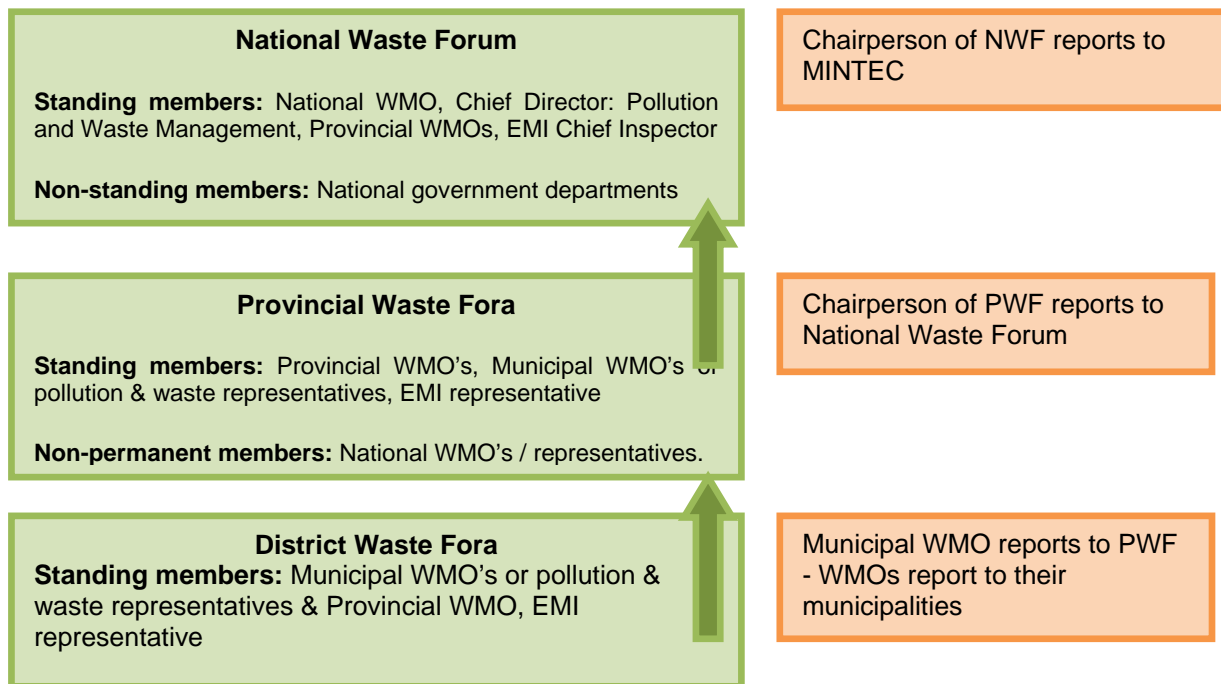 National Waste Forum
Standing members: National WMO, Chief Director: Pollution
and Waste Management, Provincial WMOs, EMI Chief Inspector
Non-standing members: National government departments
Chairperson of NWF reports to
MINTEC
Provincial Waste Fora
Standing members: Provincial WMO's, Municipal WMO's or
pollution & waste representatives, EMI representative
Non-permanent members: National WMO's / representatives.
Chairperson of PWF reports to
National Waste Forum
District Waste Fora
Standing members: Municipal WMO's or pollution &
waste representatives & Provincial WMO, EMI
representative
Municipal WMO reports to PWF
- WMOs report to their
municipalities